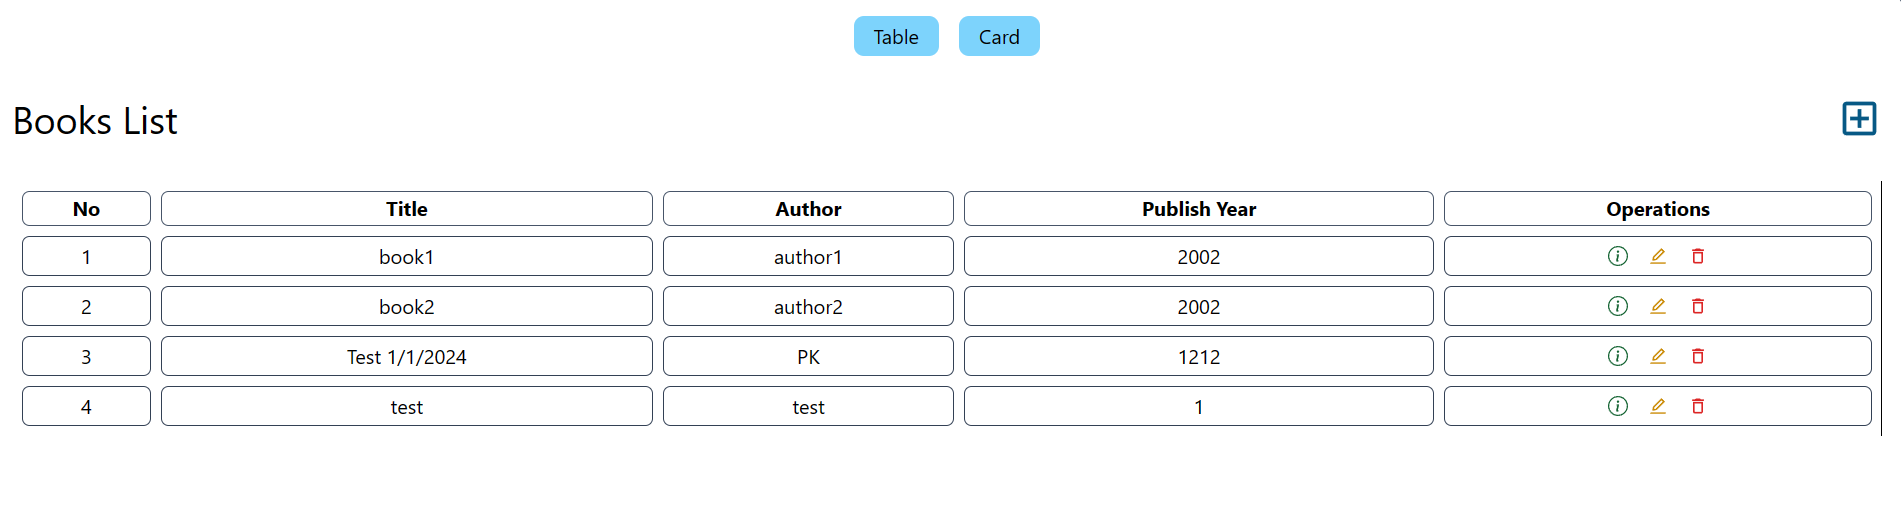 Table Card
Books List
No Title Author Publish Year Operations
1 book1 author1 2002
2 book2 author2 2002
3 Test 1/1/2024 PK 1212
4 test test 1